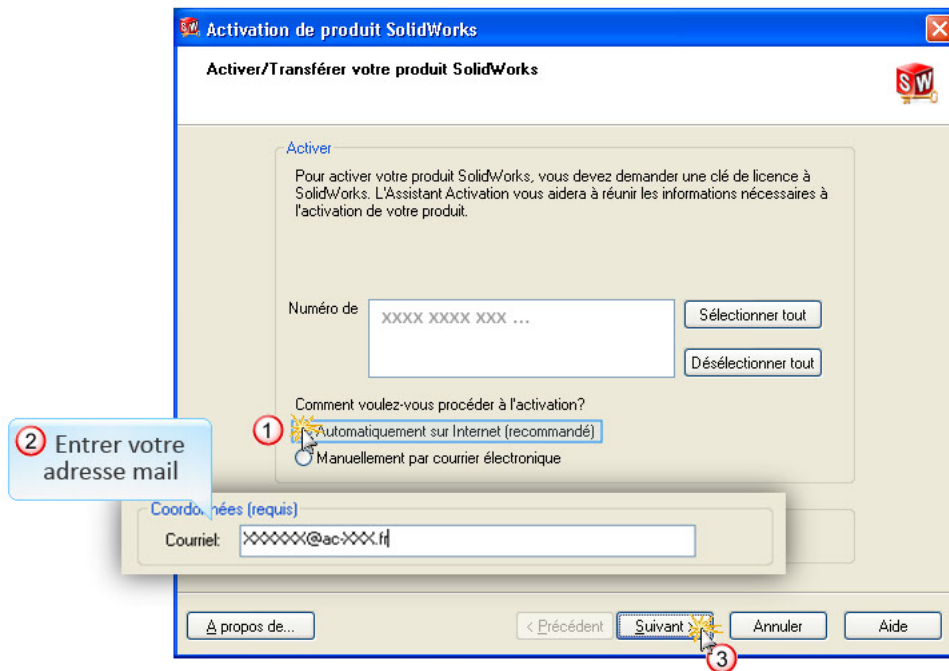 Activation de produit SolidWorks
Activer/Transférer votre produit SolidWorks
SW
Activer
Pour activer votre produit SolidWorks, vous devez demander une clé de licence à
SolidWorks. L'Assistant Activation vous aidera à réunir les informations nécessaires à
l'activation de votre produit.
Numéro de
XXXX XXXX XXX ...
Sélectionner tout
Désélectionner tout
Comment voulez-vous procéder à l'activation?
1
Automatiquement sur Internet (recommandé)
Manuellement par courrier électronique
2 Entrer votre
adresse mail
Coordonnées (requis)
Courriel: XXXXXX@ac-XXX.fr
A propos de...
< Précédent
Suivant >
Annuler
Aide
3